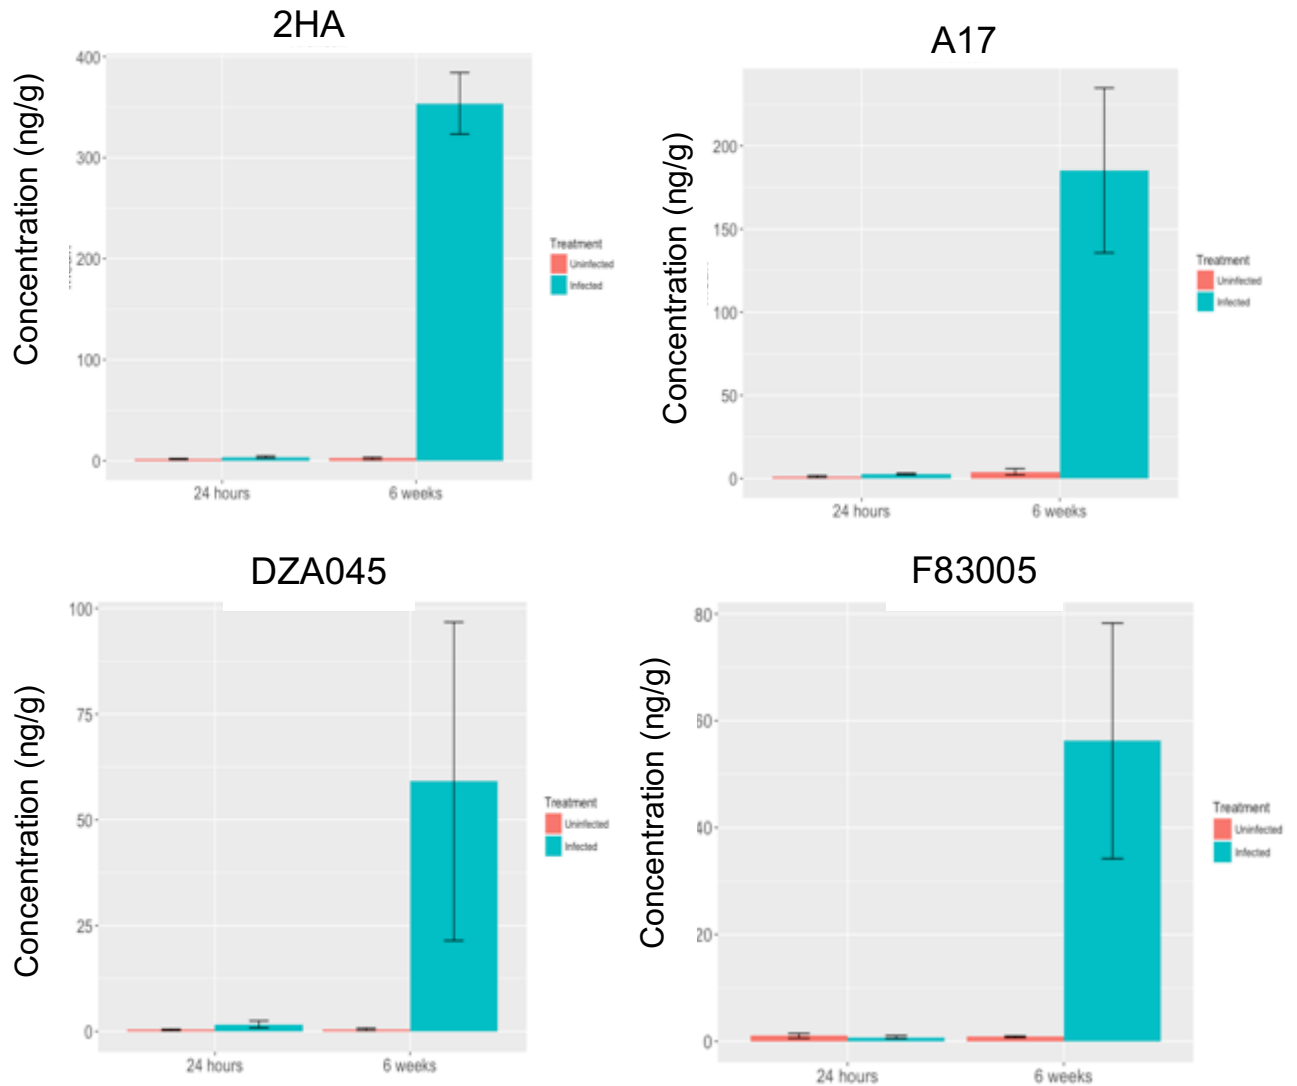 2HA
Concentration (ng/g)
400
300
200
100
0
24 hours
6 weeks
Treatment
Uninfected
Infected
A17
Concentration (ng/g)
200
150
100
50
0
24 hours
6 weeks
Treatment
Uninfected
Infected
DZA045
Concentration (ng/g)
100
75
50
25
0
24 hours
6 weeks
Treatment
Uninfected
Infected
F83005
Concentration (ng/g)
80
60
40
20
0
24 hours
6 weeks
Treatment
Uninfected
Infected